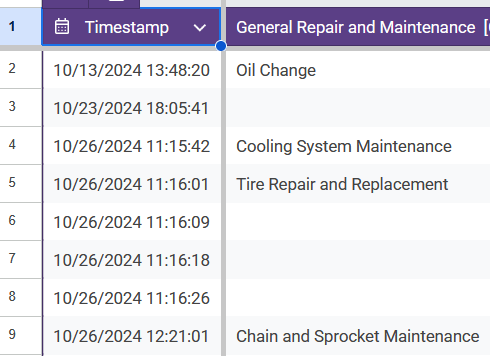 1 Timestamp General Repair and Maintenance
2 10/13/2024 13:48:20 Oil Change
3 10/23/2024 18:05:41
4 10/26/2024 11:15:42 Cooling System Maintenance
5 10/26/2024 11:16:01 Tire Repair and Replacement
6 10/26/2024 11:16:09
7 10/26/2024 11:16:18
8 10/26/2024 11:16:26
9 10/26/2024 12:21:01 Chain and Sprocket Maintenance